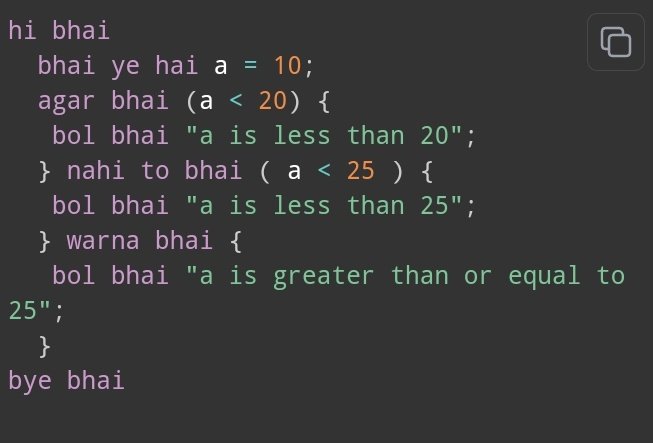 hi bhai
  bhai ye hai a = 10;
  agar bhai (a < 20) {
   bol bhai "a is less than 20";
  } nahi to bhai ( a < 25 ) {
   bol bhai "a is less than 25";
  } warna bhai {
   bol bhai "a is greater than or equal to
25";
  }
bye bhai